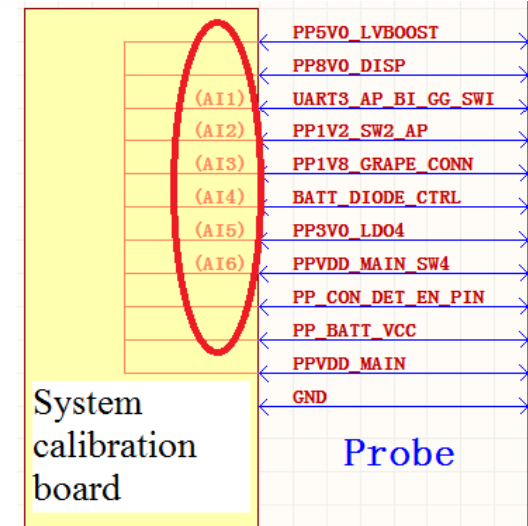 PP5V0_LVBOOST
PP8V0_DISP
(AI1) UART3_AP_BI_GG_SWI
(AI2) PP1V2_SW2_AP
(AI3) PP1V8_GRAPE_CONN
(AI4) BATT_DIODE_CTRL
(AI5) PP3V0_LDO4
(AI6) PPVDD_MAIN_SW4
PP_CON_DET_EN_PIN
PP_BATT_VCC
PPVDD_MAIN
GND
System
calibration
board
Probe